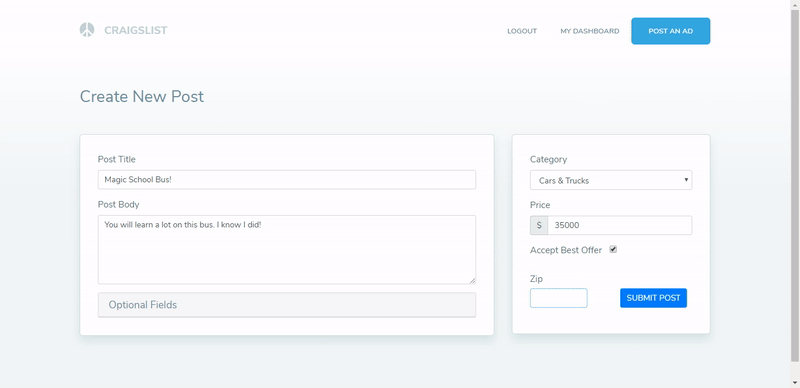 CRAIGSLIST
LOGOUT
MY DASHBOARD
POST AN AD
Create New Post
Post Title
Magic School Bus!
Post Body
You will learn a lot on this bus. I know I did!
Optional Fields
Category
Cars & Trucks
Price
$ 35000
Accept Best Offer
Zip
SUBMIT POST